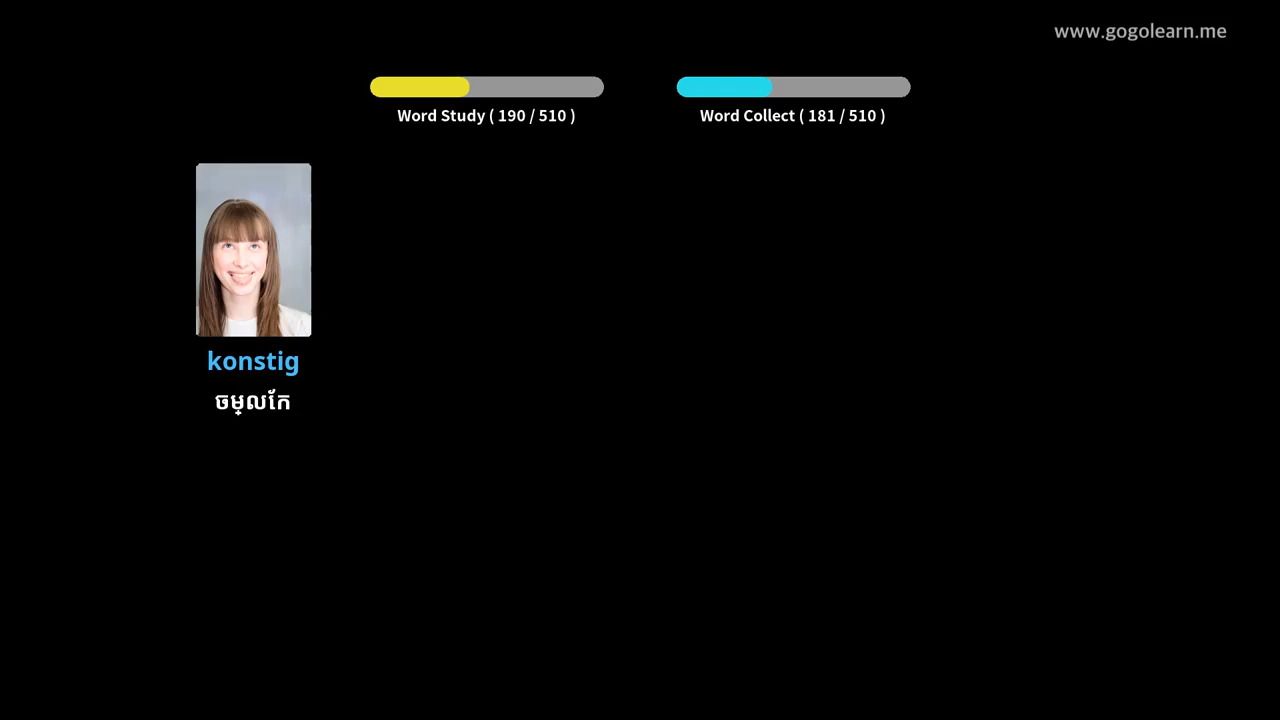 www.gogolearn.me
Word Study ( 190 / 510 )
Word Collect ( 181 / 510 )
konstig
ចម្លែក